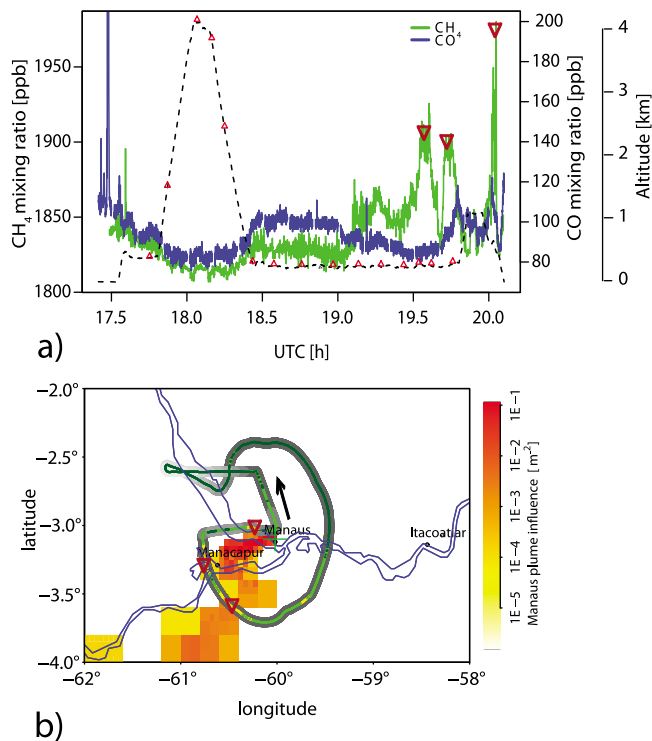 CH4 mixing ratio [ppb]
1950
1900
1850
1800
CH
CO4
200
180
160
140
120
100
80
60
CO mixing ratio [ppb]
4
3
2
1
0
Altitude [km]
17.5
18.0
18.5
19.0
19.5
20.0
UTC [h]
a)
−2.0°
−2.5°
−3.0°
−3.5°
−4.0°
latitude
Manaus
Manacapur
Itacoatiar
−62°
−61°
−60°
−59°
−58°
longitude
1E−1
1E−2
1E−3
1E−4
1E−5
Manaus plume influence [m-2]
b)